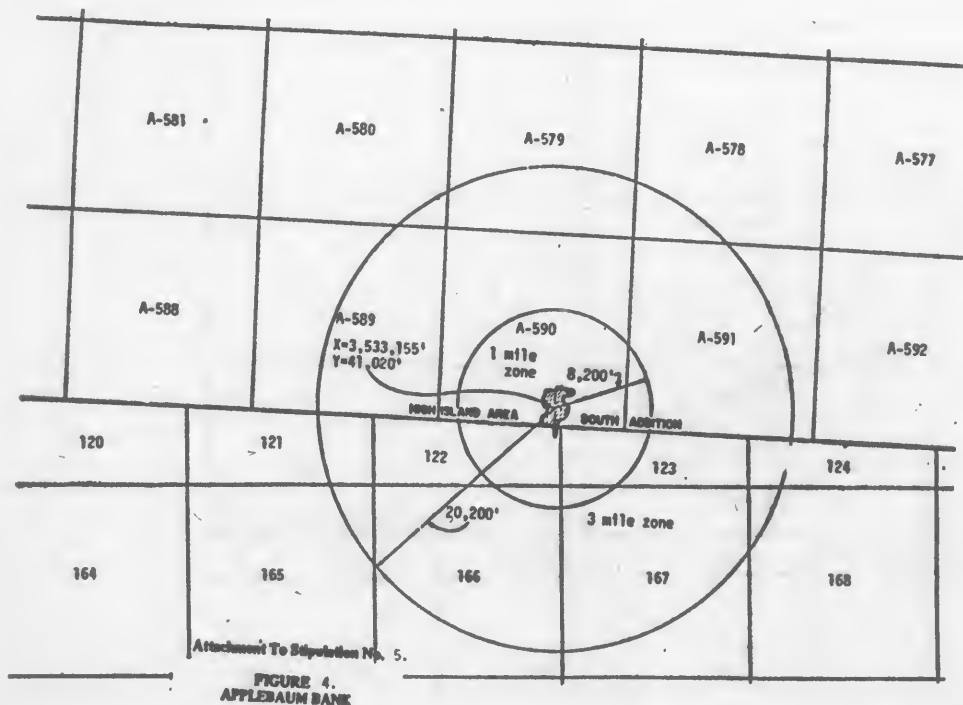 A-581
A-580
A-579
A-578
A-577
A-588
A-589
X=3,533,155'
Y=41,020'
A-590
1 mile
zone
8,200'
A-591
A-592
HIGH ISLAND AREA
SOUTH ADDITION
120
121
122
123
124
20,200'
3 mile zone
164
165
166
167
168
Attachment To Stipulation No. 5.
FIGURE 4.
APPLEBAUM BANK